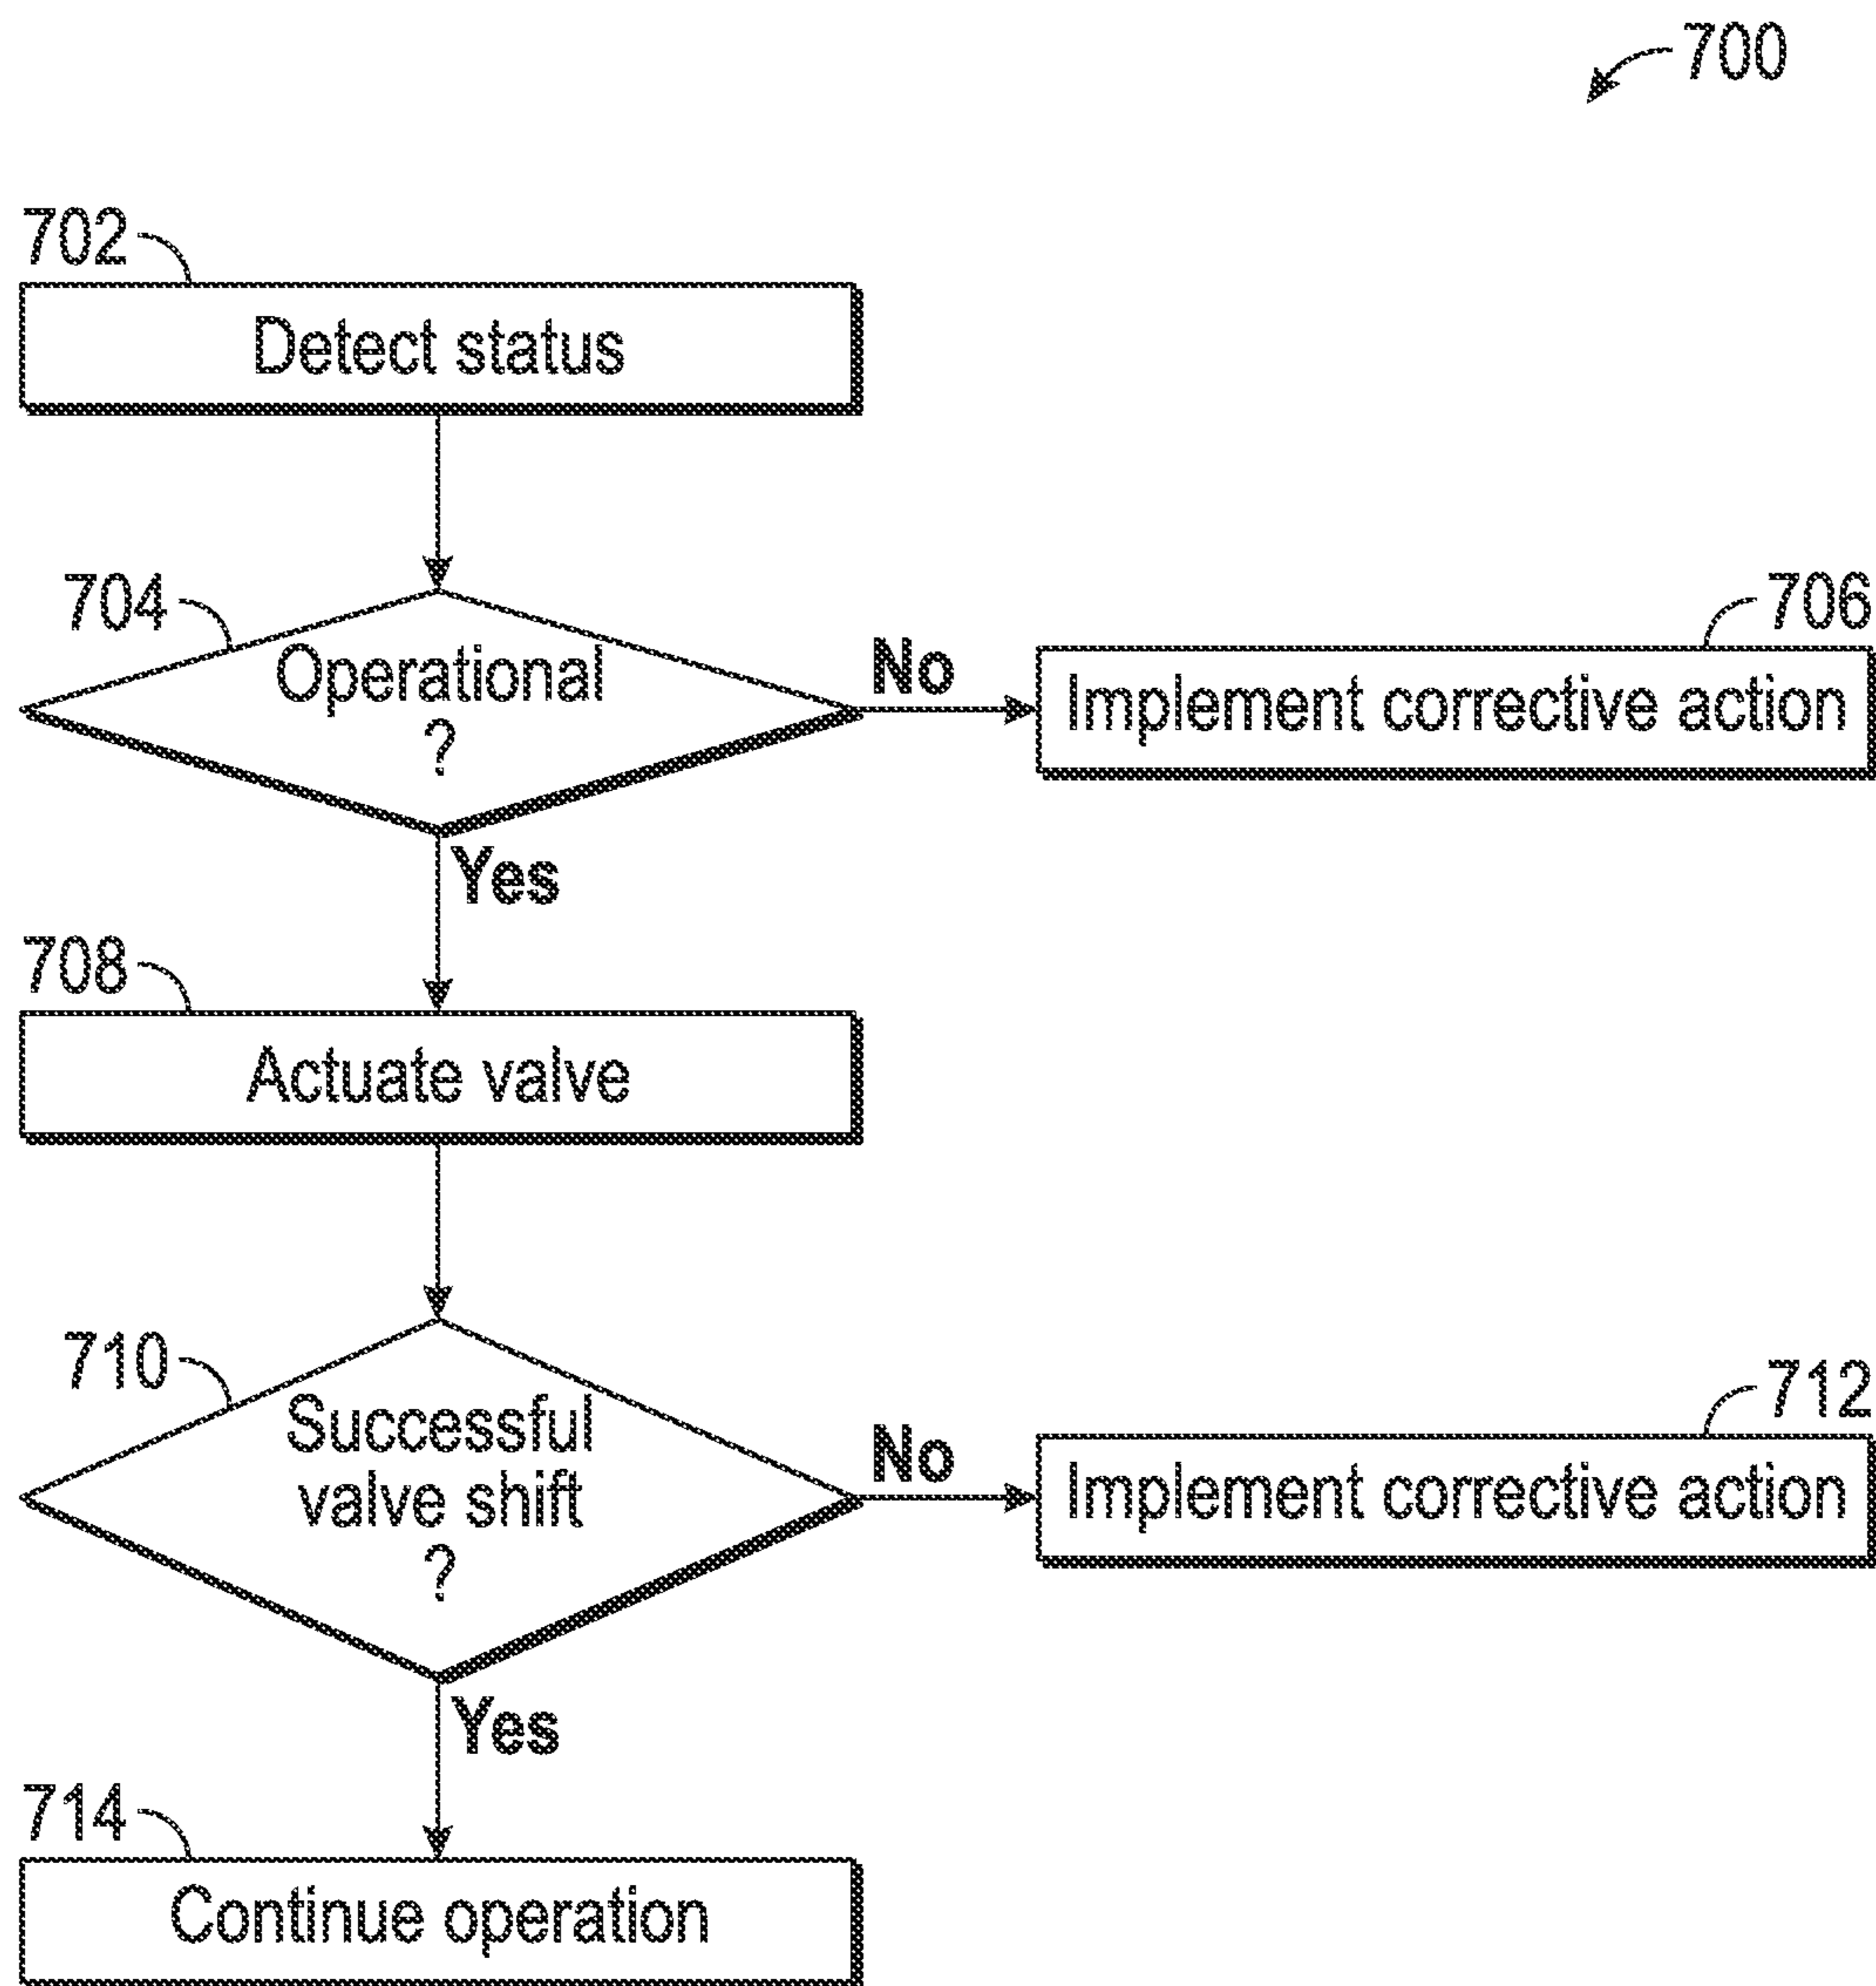 700
702
Detect status
704
Operational
?
No
706
Implement corrective action
Yes
708
Actuate valve
710
Successful
valve shift
?
No
712
Implement corrective action
Yes
714
Continue operation